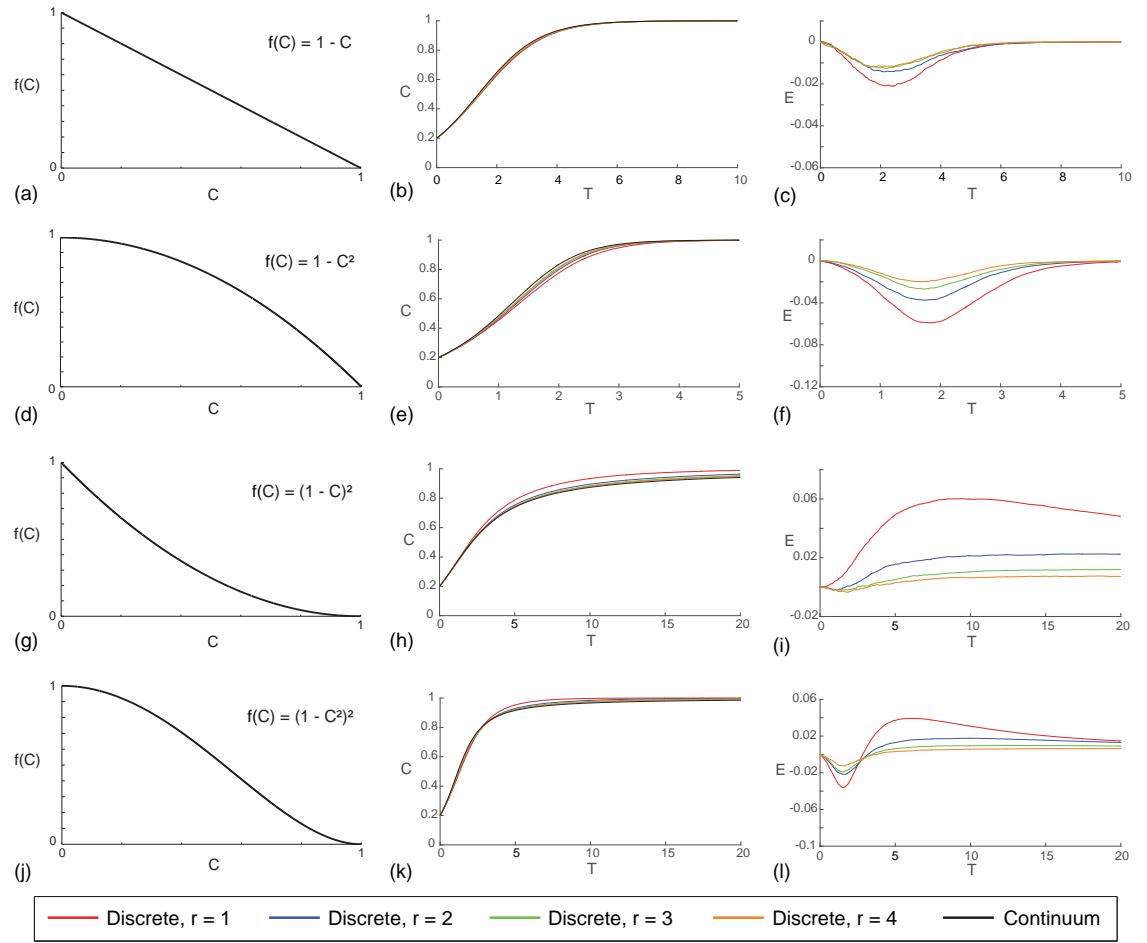 1
f(C) = 1 - C
f(C)
0
0
1
C
(a)
1
0.8
0.6
C
0.4
0.2
0
0
2
4
6
8
10
T
(b)
0
-0.02
E
-0.04
-0.06
0
2
4
6
8
10
T
(c)
1
f(C) = 1 - C²
f(C)
0
0
1
C
(d)
1
0.8
0.6
C
0.4
0.2
0
0
1
2
3
4
5
T
(e)
0
-0.04
E
-0.08
-0.12
0
1
2
3
4
5
T
(f)
1
f(C) = (1 - C)²
f(C)
1
0
1
C
(g)
1
0.8
0.6
C
0.4
0.2
0
0
5
10
15
20
T
(h)
0.06
E
0.02
-0.02
0
5
10
15
20
T
(i)
1
f(C) = (1 - C²)²
f(C)
0
0
1
C
(j)
1
0.8
0.6
C
0.4
0.2
0
0
5
10
15
20
T
(k)
0.06
0.02
E
-0.02
-0.06
-0.1
0
5
10
15
20
T
(l)
Discrete, r = 1
Discrete, r = 2
Discrete, r = 3
Discrete, r = 4
Continuum